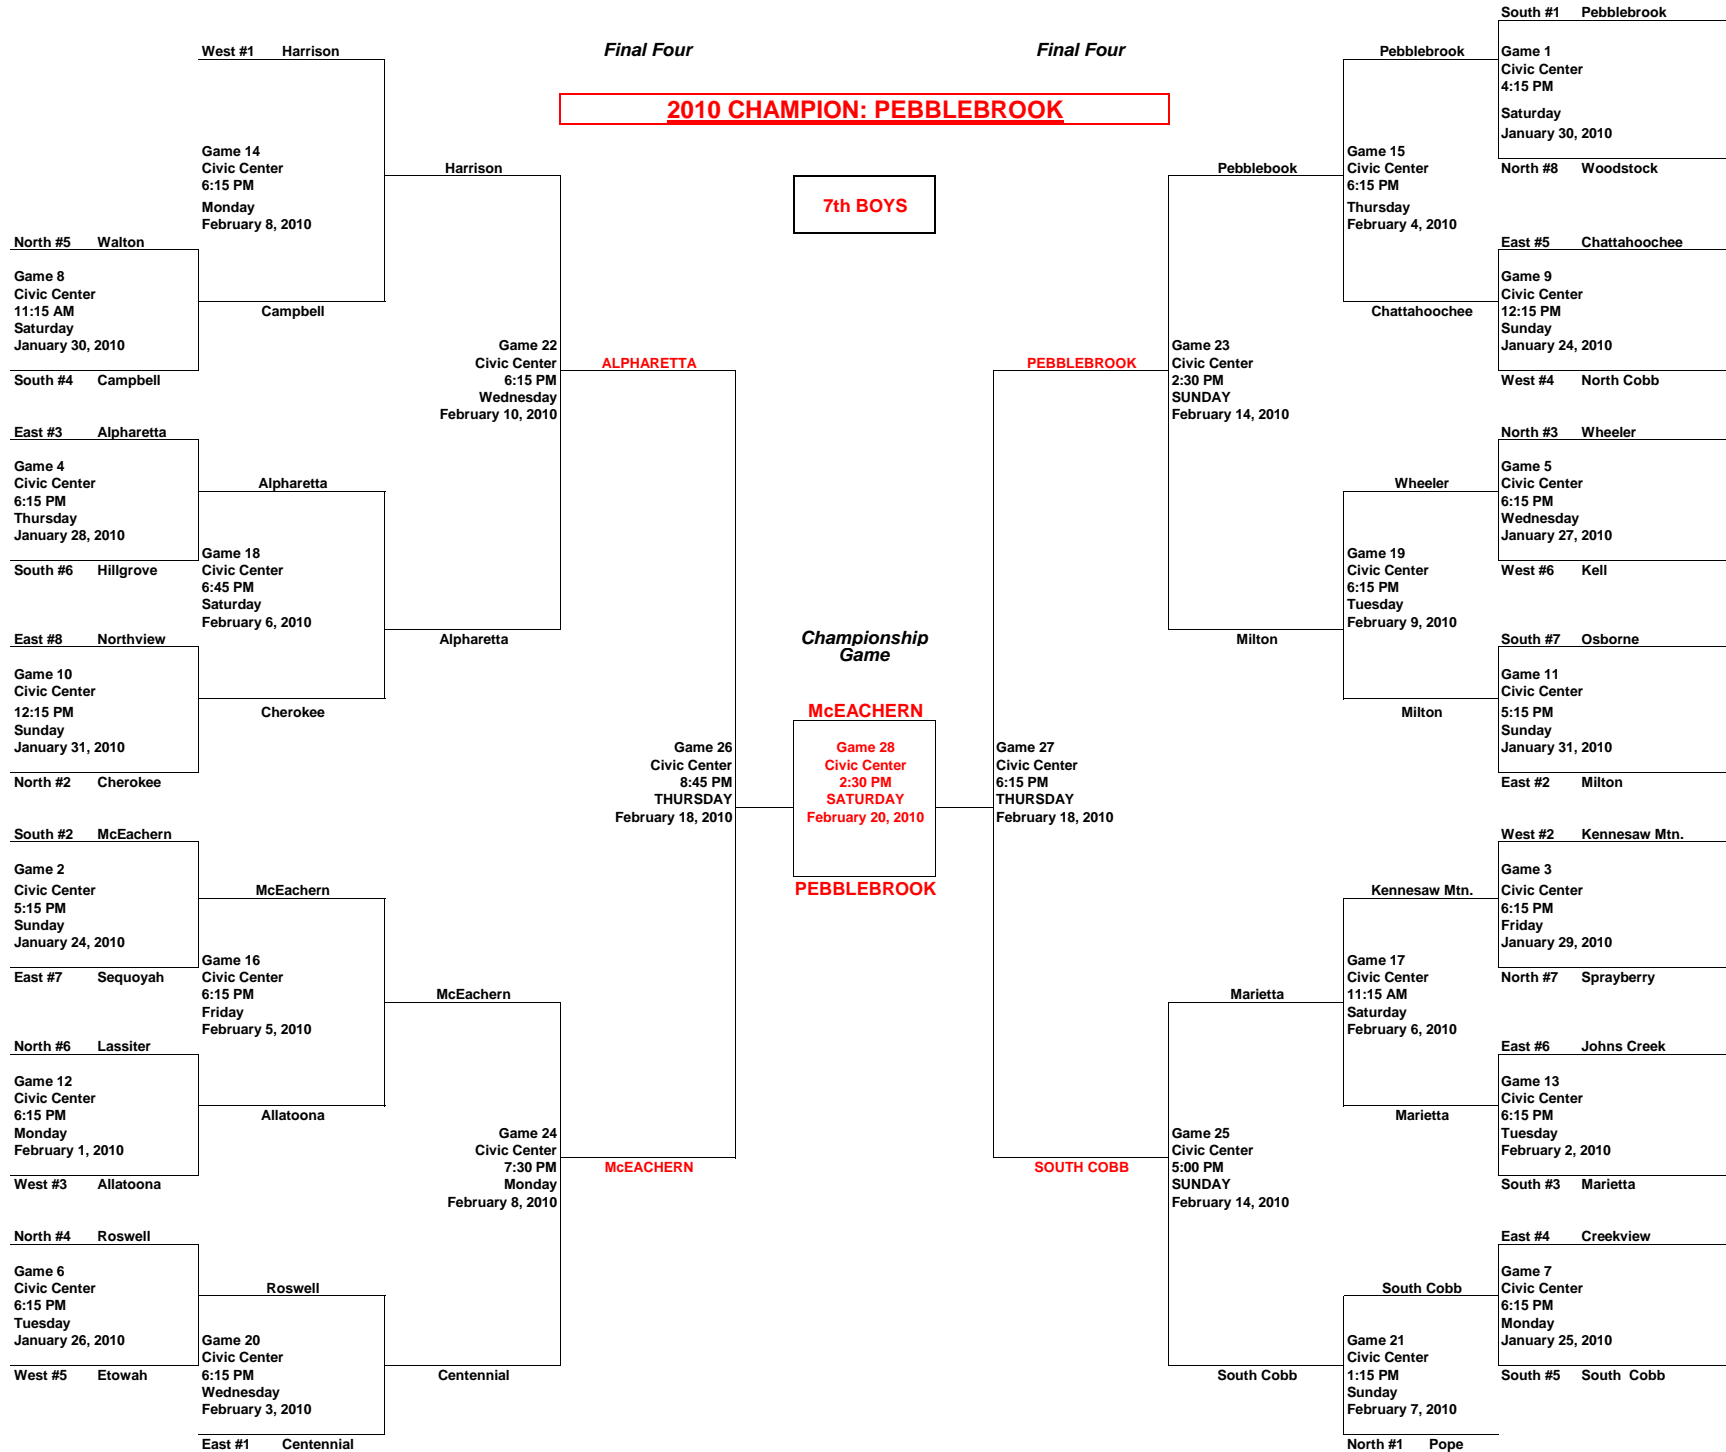 South #1 Pebblebrook
West #1 Harrison
Final Four
Final Four
Pebblebrook
Game 1
Civic Center
4:15 PM
Saturday
January 30, 2010
2010 CHAMPION: PEBBLEBROOK
Game 14
Civic Center
6:15 PM
Monday
February 8, 2010
Harrison
7th BOYS
Pebblebook
Game 15
Civic Center
6:15 PM
Thursday
February 4, 2010
North #8 Woodstock
North #5 Walton
East #5 Chattahoochee
Game 8
Civic Center
11:15 AM
Saturday
January 30, 2010
Campbell
Chattahoochee
Game 9
Civic Center
12:15 PM
Sunday
January 24, 2010
South #4 Campbell
Game 22
Civic Center
6:15 PM
Wednesday
February 10, 2010
ALPHARETTA
PEBBLEBROOK
Game 23
Civic Center
2:30 PM
SUNDAY
February 14, 2010
West #4 North Cobb
East #3 Alpharetta
North #3 Wheeler
Game 4
Civic Center
6:15 PM
Thursday
January 28, 2010
Alpharetta
Wheeler
Game 5
Civic Center
6:15 PM
Wednesday
January 27, 2010
South #6 Hillgrove
Game 18
Civic Center
6:45 PM
Saturday
February 6, 2010
Game 19
Civic Center
6:15 PM
Tuesday
February 9, 2010
West #6 Kell
East #8 Northview
Alpharetta
Championship
Game
Milton
South #7 Osborne
Game 10
Civic Center
12:15 PM
Sunday
January 31, 2010
Cherokee
McEACHERN
Milton
Game 11
Civic Center
5:15 PM
Sunday
January 31, 2010
North #2 Cherokee
Game 26
Civic Center
8:45 PM
THURSDAY
February 18, 2010
Game 28
Civic Center
2:30 PM
SATURDAY
February 20, 2010
Game 27
Civic Center
6:15 PM
THURSDAY
February 18, 2010
East #2 Milton
South #2 McEachern
West #2 Kennesaw Mtn.
Game 2
Civic Center
5:15 PM
Sunday
January 24, 2010
McEachern
PEBBLEBROOK
Kennesaw Mtn.
Game 3
Civic Center
6:15 PM
Friday
January 29, 2010
East #7 Sequoyah
Game 16
Civic Center
6:15 PM
Friday
February 5, 2010
McEachern
Marietta
Game 17
Civic Center
11:15 AM
Saturday
February 6, 2010
North #7 Sprayberry
North #6 Lassiter
East #6 Johns Creek
Game 12
Civic Center
6:15 PM
Monday
February 1, 2010
Allatoona
Marietta
Game 13
Civic Center
6:15 PM
Tuesday
February 2, 2010
West #3 Allatoona
Game 24
Civic Center
7:30 PM
Monday
February 8, 2010
McEACHERN
SOUTH COBB
Game 25
Civic Center
5:00 PM
SUNDAY
February 14, 2010
South #3 Marietta
North #4 Roswell
East #4 Creekview
Game 6
Civic Center
6:15 PM
Tuesday
January 26, 2010
Roswell
South Cobb
Game 7
Civic Center
6:15 PM
Monday
January 25, 2010
West #5 Etowah
Game 20
Civic Center
6:15 PM
Wednesday
February 3, 2010
Centennial
South Cobb
Game 21
Civic Center
1:15 PM
Sunday
February 7, 2010
South #5 South Cobb
East #1 Centennial
North #1 Pope